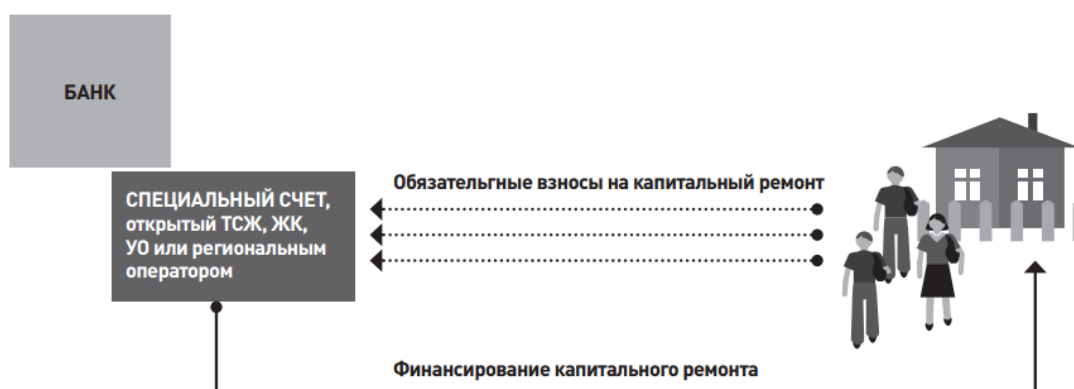 БАНК
СПЕЦИАЛЬНЫЙ СЧЕТ,
открытый ТСЖ, ЖК,
УО или региональным
оператором
Обязательгные взносы на капитальный ремонт
Финансирование капитального ремонта